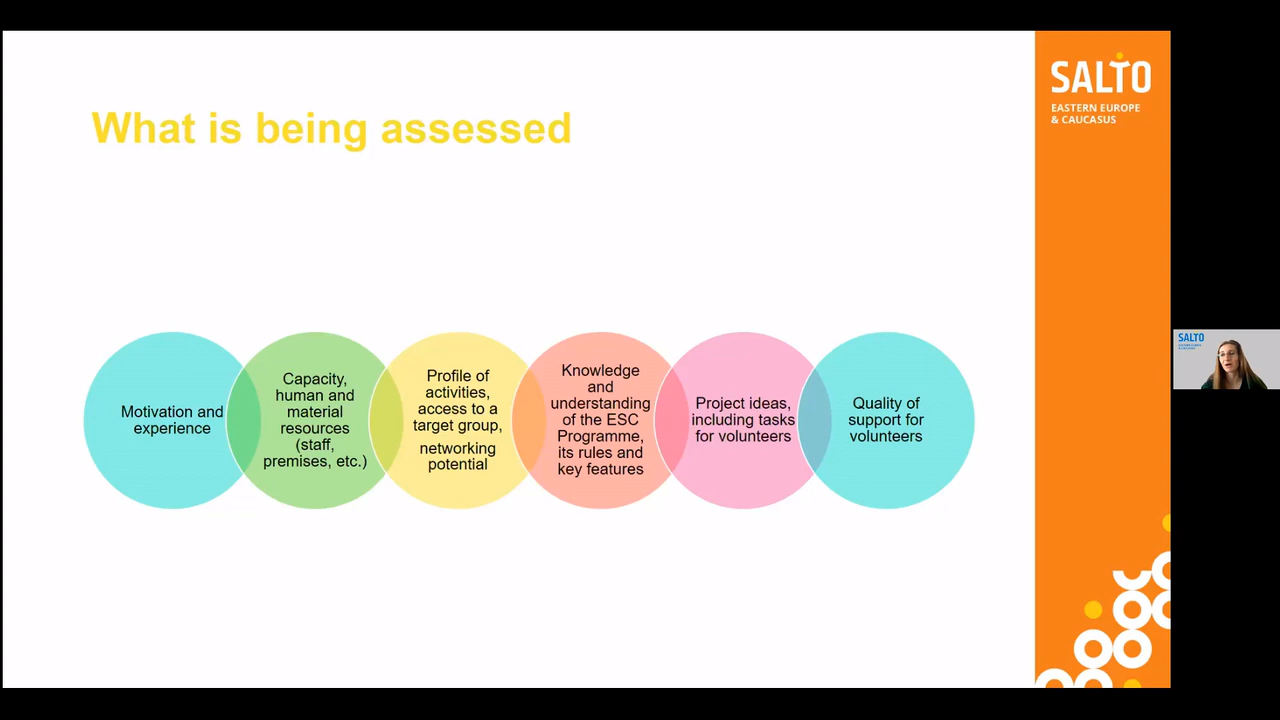 What is being assessed
Motivation and
experience
Capacity,
human and
material
resources
(staff,
premises, etc.)
Profile of
activities,
access to a
target group,
networking
potential
Knowledge
and
understanding
of the ESC
Programme,
its rules and
key features
Project ideas,
including tasks
for volunteers
Quality of
support for
volunteers
SALTO
EASTERN EUROPE
& CAUCASUS
SALTO